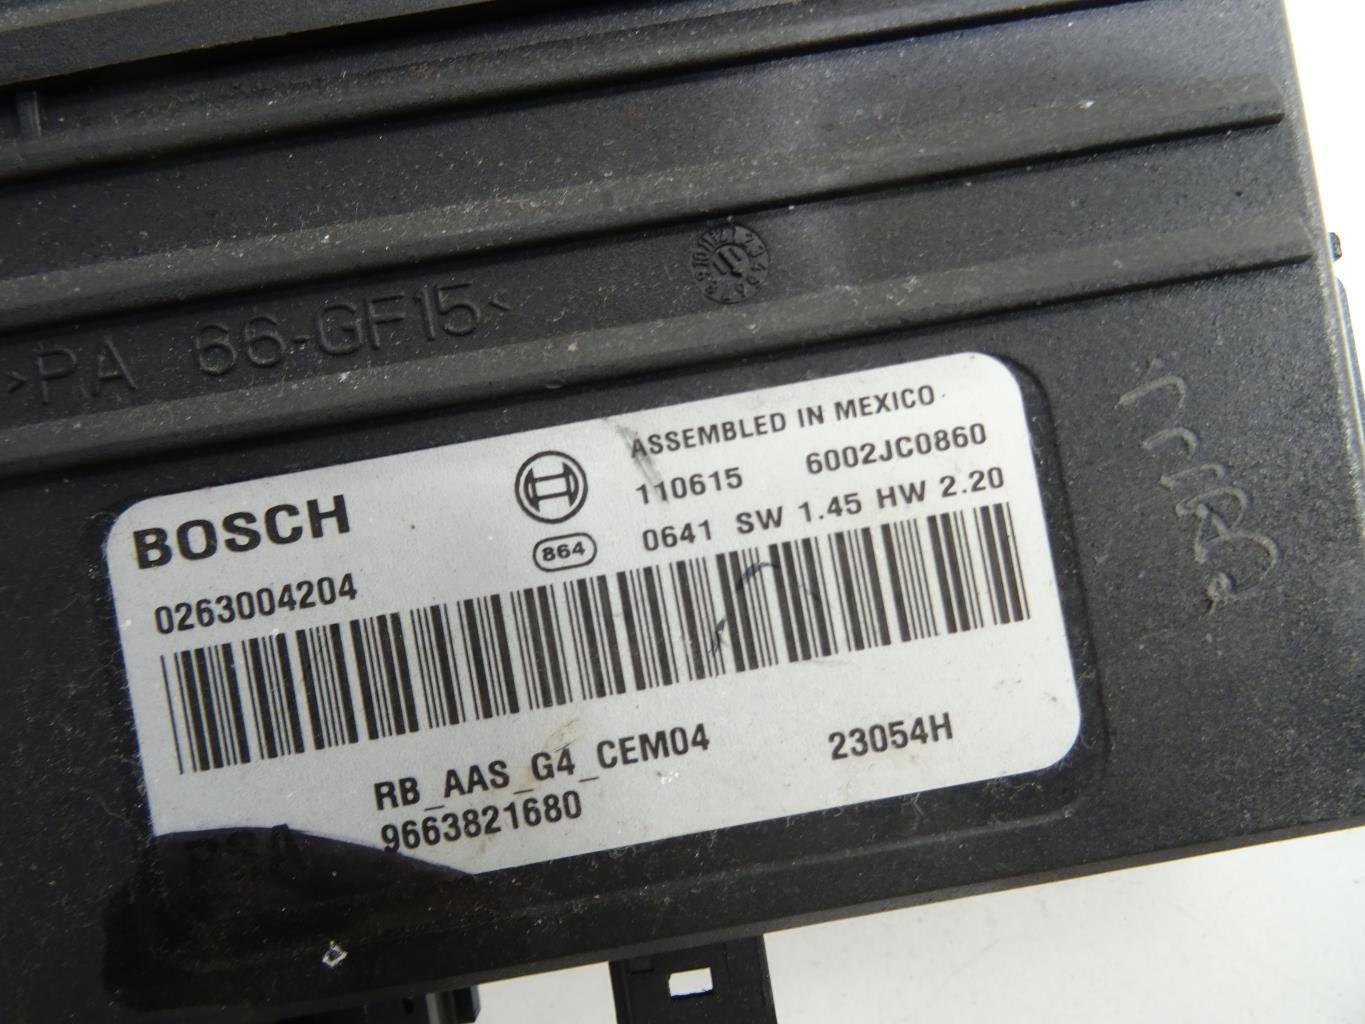 >PA 66-GF15<
ASSEMBLED IN MEXICO
110615 6002JC0860
BOSCH
864
0641 SW 1.45 HW 2.20
0263004204
RB_AAS_G4_CEM04 23054H
9663821680
PSA